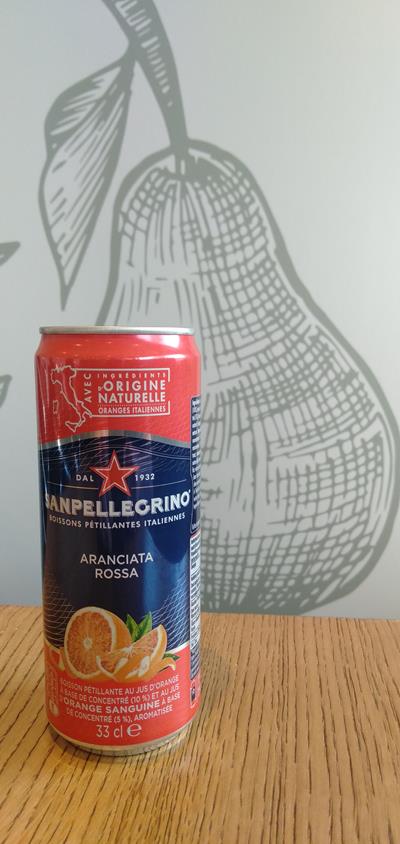 AVEC
INGRÉDIENTS
D'ORIGINE
NATURELLE
ORANGES ITALIENNES
DAL 1932
SANPELLEGRINO
BOISSONS PÉTILLANTES ITALIENNES
ARANCIATA
ROSSA
BOISSON PÉTILLANTE AU JUS D'ORANGE
À BASE DE CONCENTRÉ (10 %) ET AU JUS
D'ORANGE SANGUINE À BASE
DE CONCENTRÉ (5 %), AROMATISÉE
33 cl e